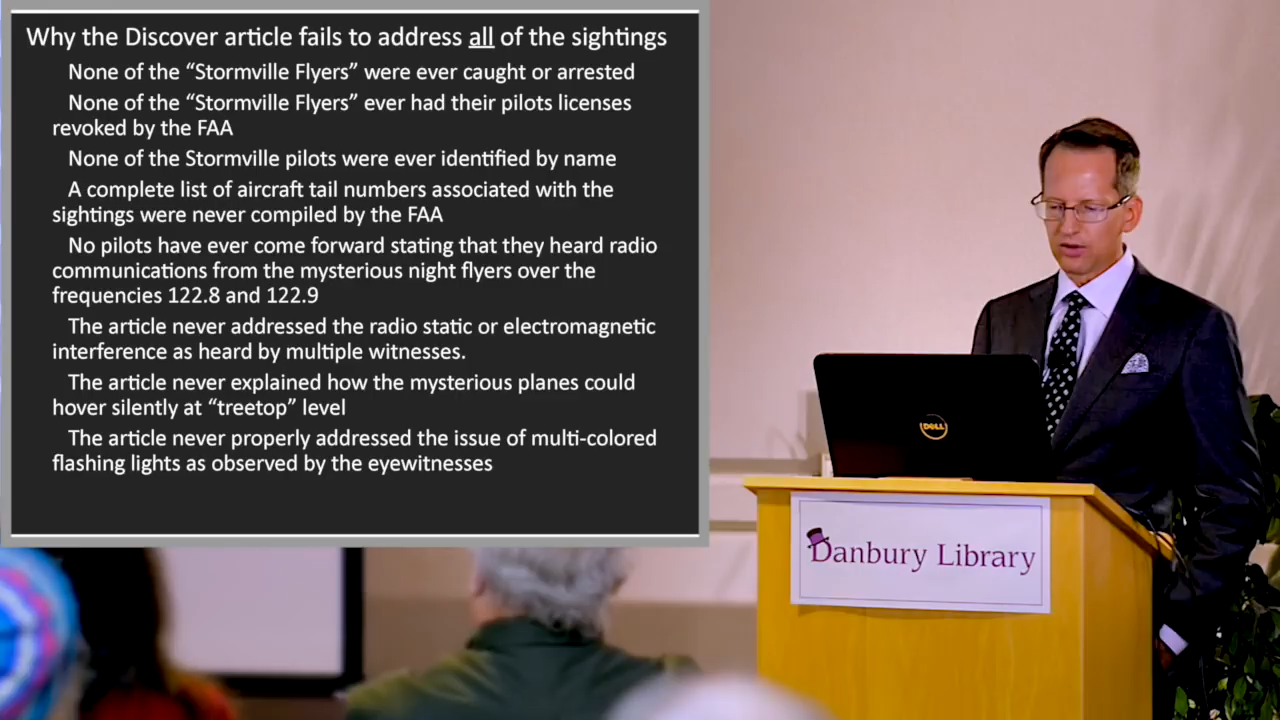 Why the Discover article fails to address all of the sightings
None of the “Stormville Flyers” were ever caught or arrested
None of the “Stormville Flyers” ever had their pilots licenses
revoked by the FAA
None of the Stormville pilots were ever identified by name
A complete list of aircraft tail numbers associated with the
sightings were never compiled by the FAA
No pilots have ever come forward stating that they heard radio
communications from the mysterious night flyers over the
frequencies 122.8 and 122.9
The article never addressed the radio static or electromagnetic
interference as heard by multiple witnesses.
The article never explained how the mysterious planes could
hover silently at “treetop” level
The article never properly addressed the issue of multi-colored
flashing lights as observed by the eyewitnesses
DELL
Danbury Library